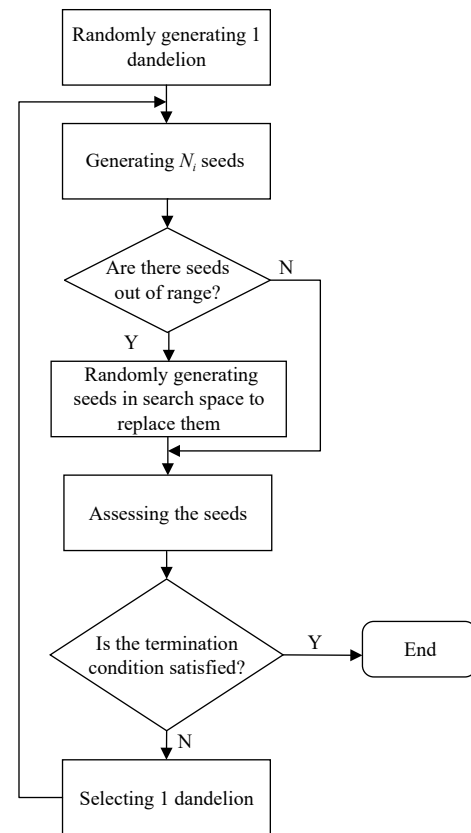 Randomly generating 1
dandelion
Generating Ni seeds
Are there seeds
out of range?
N
Y
Randomly generating
seeds in search space to
replace them
Assessing the seeds
Is the termination
condition satisfied?
Y
End
N
Selecting 1 dandelion